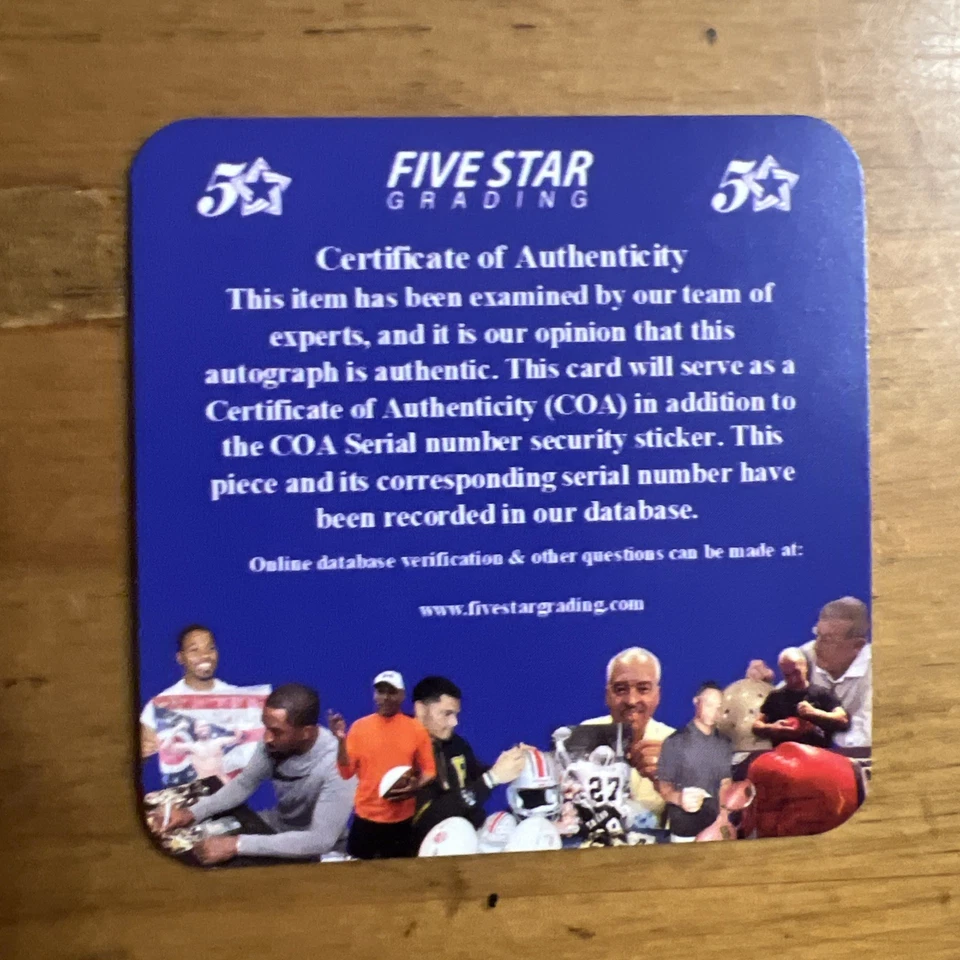 5
FIVE STAR
GRADING
5
Certificate of Authenticity
This item has been examined by our team of
experts, and it is our opinion that this
autograph is authentic. This card will serve as a
Certificate of Authenticity (COA) in addition to
the COA Serial number security sticker. This
piece and its corresponding serial number have
been recorded in our database.
Online database verification & other questions can be made at:
www.fivestargrading.com
27